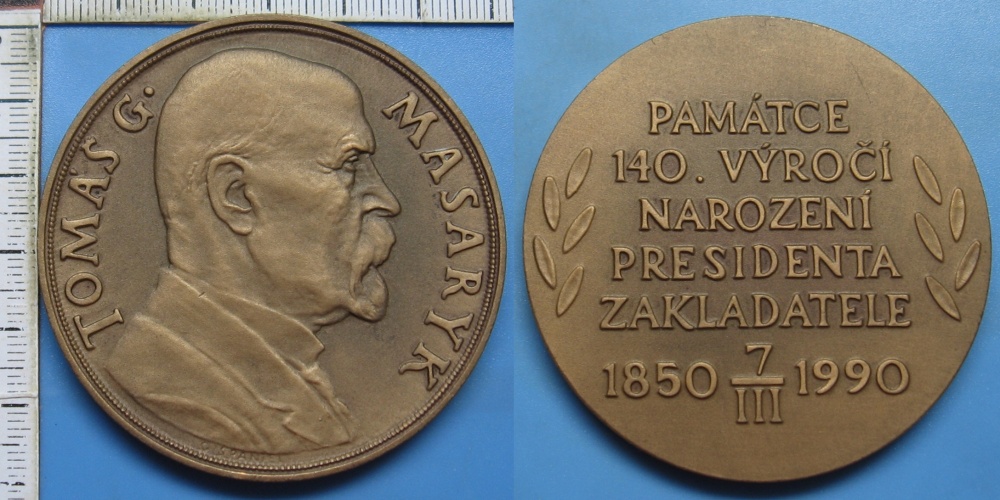 TOMÁŠ G. MASARYK
PAMÁTCE
140. VÝROČÍ
NAROZENÍ
PRESIDENTA
ZAKLADATELE
1850 7/III 1990